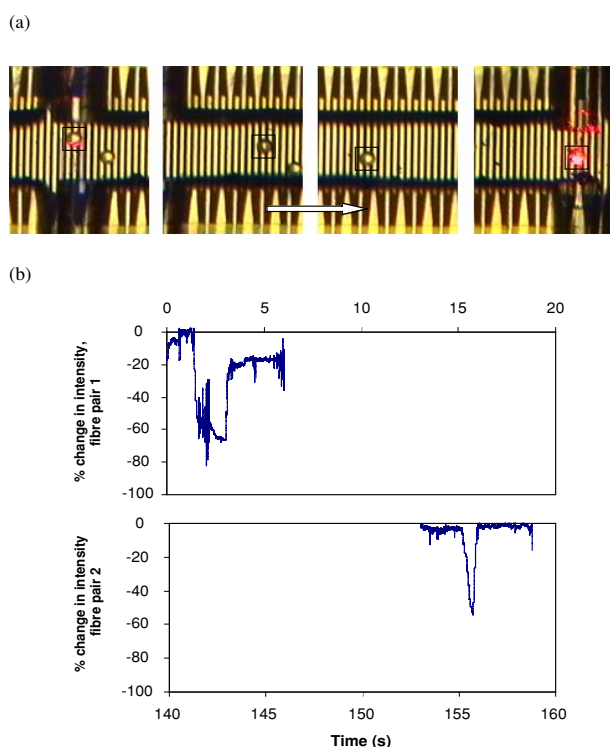 (a)
(b)
0 5 10 15 20
% change in intensity,
fibre pair 1
0
-20
-40
-60
-80
-100
% change in intensity
fibre pair 2
0
-20
-40
-60
-80
-100
140 145 150 155 160
Time (s)